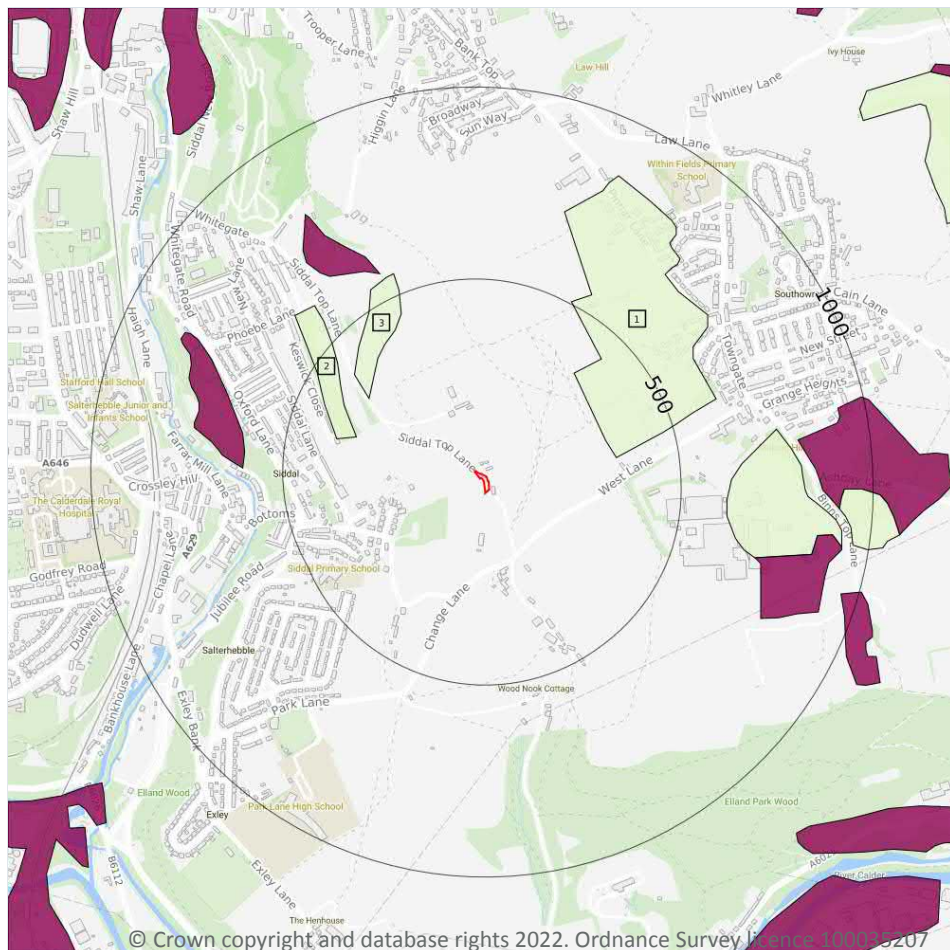 Trooper Lane
Bank Top
Ivy House
Law Hill
Shaw Hill
Higgin Lane
Broadway
Sun Way
Whitley Lane
Law Lane
Within Fields Primary
School
Shaw Lane
Whitegate
Whitegate Road
Siddal Top Lane
Phoebe Lane
Haigh Lane
3
1
2
Southowr
Cain Lane
1000
New Street
Towngate
Grange Heights
Keswick Close
Siddal Lane
Oxford Lane
500
Stafford Hall School
Salterhebble Junior and
Infants School
Farrar Mill Lane
Siddal Top Lane
A646
Crossley Hill
Siddal
West Lane
The Calderdale Royal
Hospital
Bottoms
Binns Top Lane
A629
Chapel Lane
Godfrey Road
Siddal Primary School
Dudwell Lane
Jubilee Road
Change Lane
Salterhebble
Bankhouse Lane
Exley Bank
Park Lane
Wood Nook Cottage
Elland Wood
Park Lane High School
Exley
Elland Park Wood
B6112
Exley Lane
River Calder
The Henhouse
© Crown copyright and database rights 2022. Ordnance Survey licence 100035207